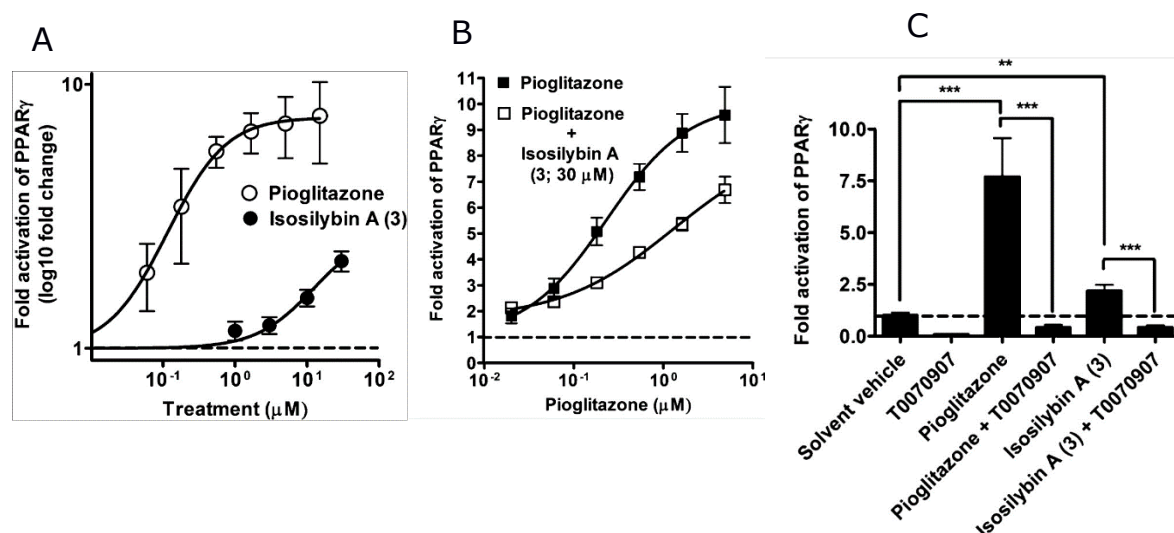 A
Fold activation of PPARγ
(log10 fold change)
10
1
Pioglitazone
Isosilybin A (3)
10-1 100 101 102
Treatment (μM)
B
Fold activation of PPARγ
11
10
9
8
7
6
5
4
3
2
1
0
Pioglitazone
Pioglitazone
+
Isosilybin A
(3; 30 μM)
10-2 10-1 100 101
Pioglitazone (μM)
C
Fold activation of PPARγ
10.0
7.5
5.0
2.5
0.0
**
***
***
***
Solvent vehicle
T0070907
Pioglitazone
Pioglitazone + T0070907
Isosilybin A (3)
Isosilybin A (3) + T0070907